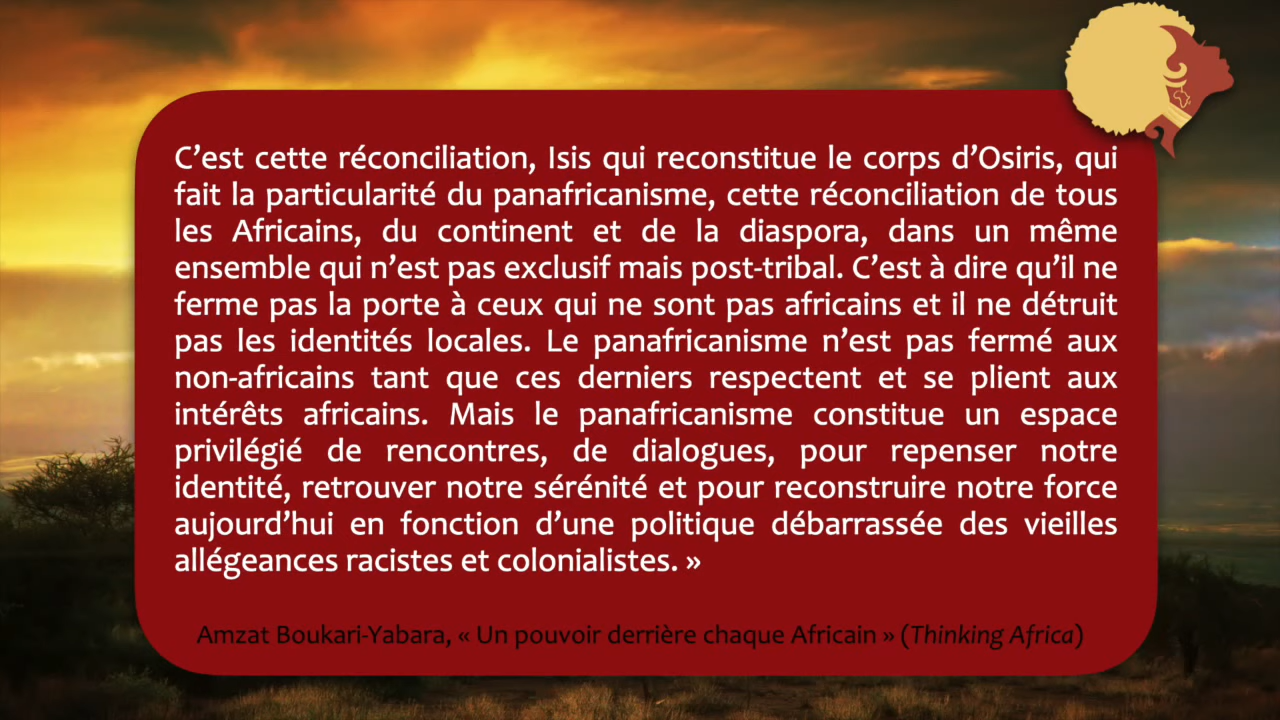 C’est cette réconciliation, Isis qui reconstitue le corps d’Osiris, qui
fait la particularité du panafricanisme, cette réconciliation de tous
les Africains, du continent et de la diaspora, dans un même
ensemble qui n’est pas exclusif mais post-tribal. C’est à dire qu’il ne
ferme pas la porte à ceux qui ne sont pas africains et il ne détruit
pas les identités locales. Le panafricanisme n’est pas fermé aux
non-africains tant que ces derniers respectent et se plient aux
intérêts africains. Mais le panafricanisme constitue un espace
privilégié de rencontres, de dialogues, pour repenser notre
identité, retrouver notre sérénité et pour reconstruire notre force
aujourd’hui en fonction d’une politique débarrassée des vieilles
allégeances racistes et colonialistes. »
Amzat Boukari-Yabara, « Un pouvoir derrière chaque Africain » (Thinking Africa)